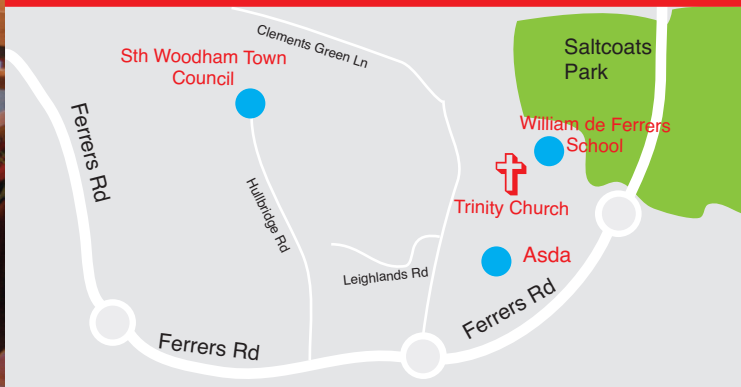 Clements Green Ln
Sth Woodham Town
Council
Saltcoats
Park
Ferrers Rd
William de Ferrers
School
Hullbridge Rd
Trinity Church
Leighlands Rd
Asda
Ferrers Rd
Ferrers Rd